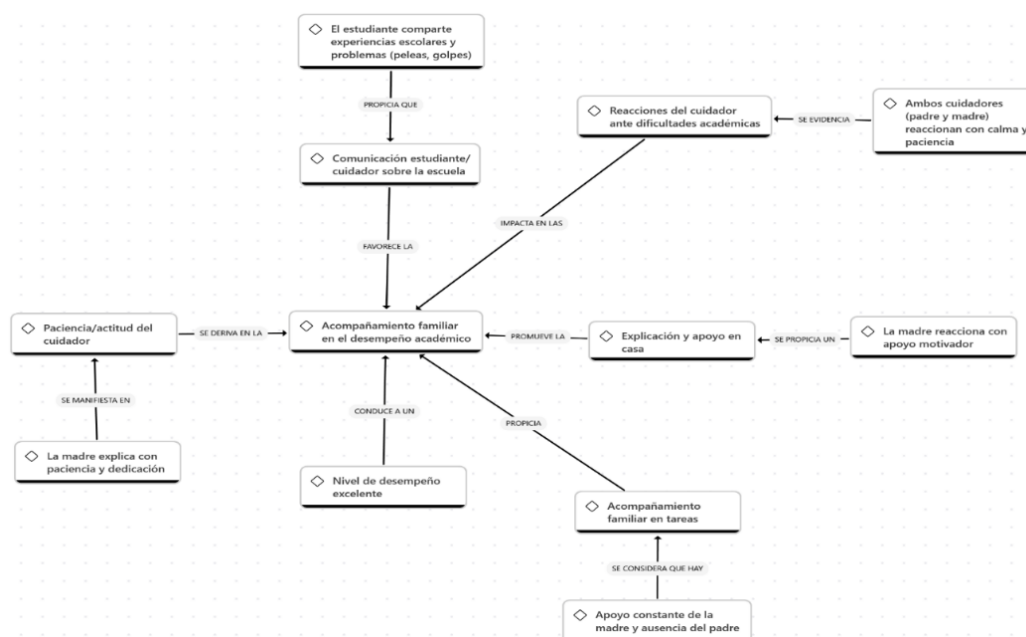 El estudiante comparte
experiencias escolares y
problemas (peleas, golpes)
PROPICIA QUE
Reacciones del cuidador
ante dificultades académicas
SE EVIDENCIA
Ambos cuidadores
(padre y madre)
reaccionan con calma y
paciencia
Comunicación estudiante/
cuidador sobre la escuela
IMPACTA EN LAS
FAVORECE LA
Paciencia/actitud del
cuidador
SE DERIVA EN LA
Acompañamiento familiar
en el desempeño académico
PROMUEVE LA
Explicación y apoyo en
casa
SE PROPICIA UN
La madre reacciona con
apoyo motivador
SE MANIFIESTA EN
CONDUCE A UN
PROPICIA
La madre explica con
paciencia y dedicación
Nivel de desempeño
excelente
Acompañamiento
familiar en tareas
SE CONSIDERA QUE HAY
Apoyo constante de la
madre y ausencia del padre